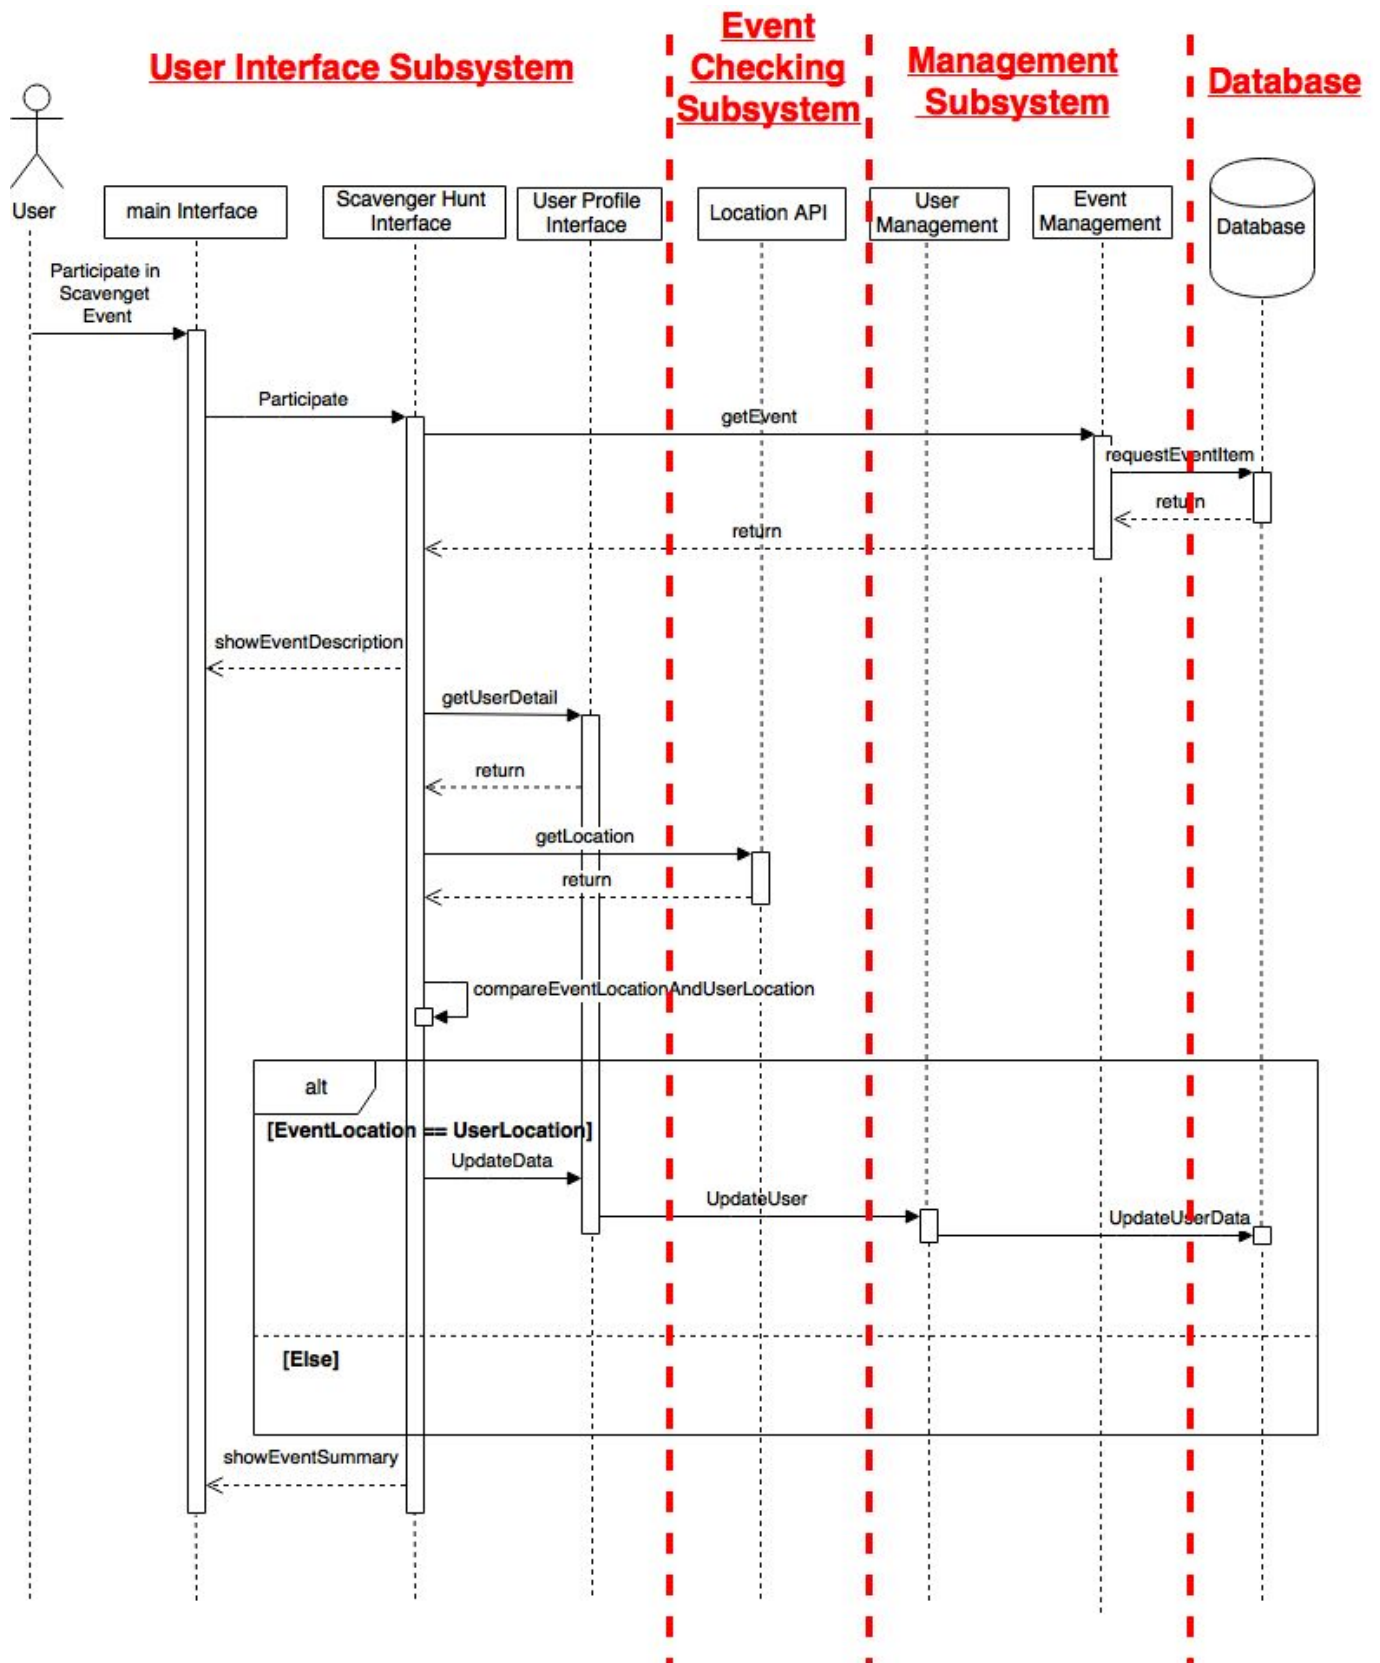 Event
Checking
Subsystem
User Interface Subsystem
Management
Subsystem
Database
User
main Interface
Scavenger Hunt
Interface
User Profile
Interface
Location API
User
Management
Event
Management
Database
Participate in
Scavenget
Event
Participate
getEvent
requestEventItem
return
return
showEventDescription
getUserDetail
return
getLocation
return
compareEventLocationAndUserLocation
alt
[EventLocation == UserLocation]
UpdateData
UpdateUser
UpdateUserData
[Else]
showEventSummary